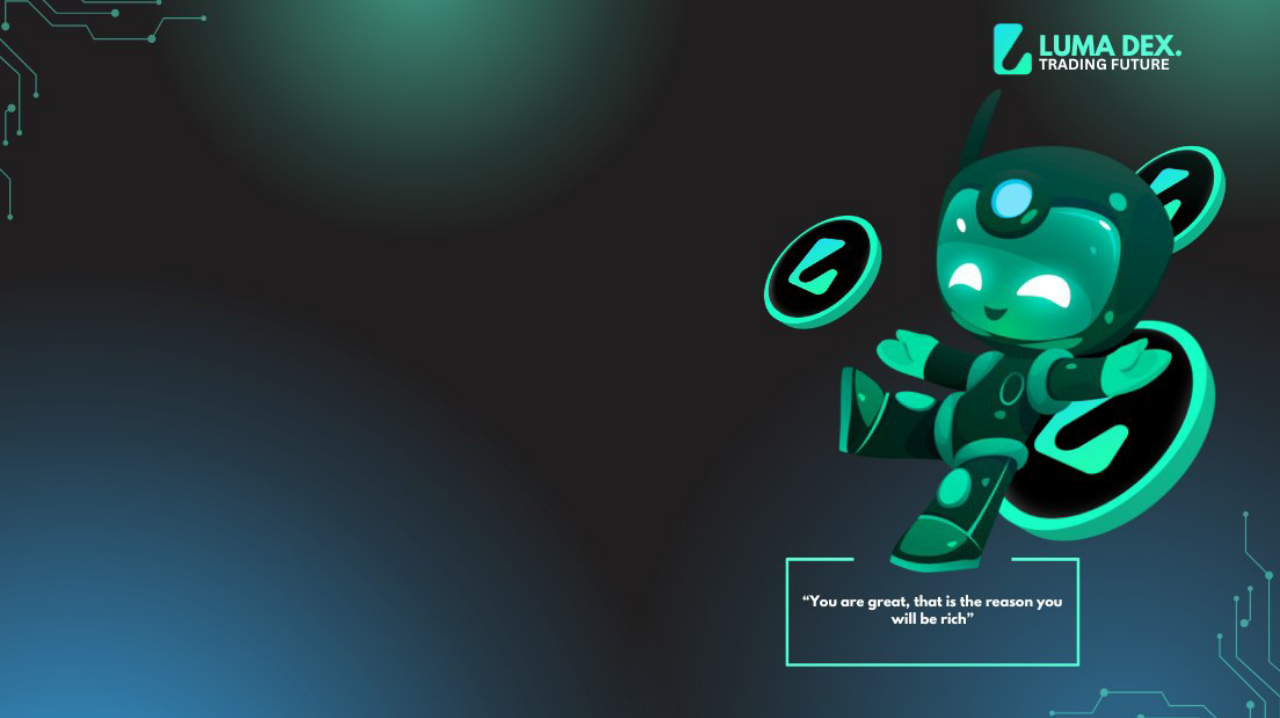 LUMA DEX.
TRADING FUTURE
“You are great, that is the reason you
will be rich”